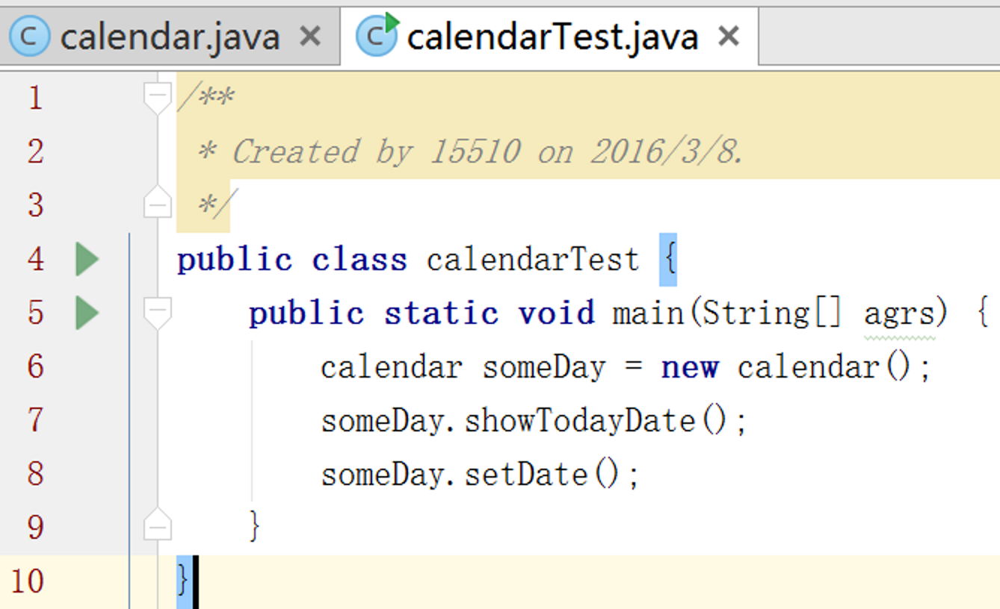 C calendar.java × C calendarTest.java ×
1 /**
2 * Created by 15510 on 2016/3/8.
3 */
4 public class calendarTest {
5 public static void main(String[] agrs) {
6 calendar someDay = new calendar();
7 someDay.showTodayDate();
8 someDay.setDate();
9 }
10 }